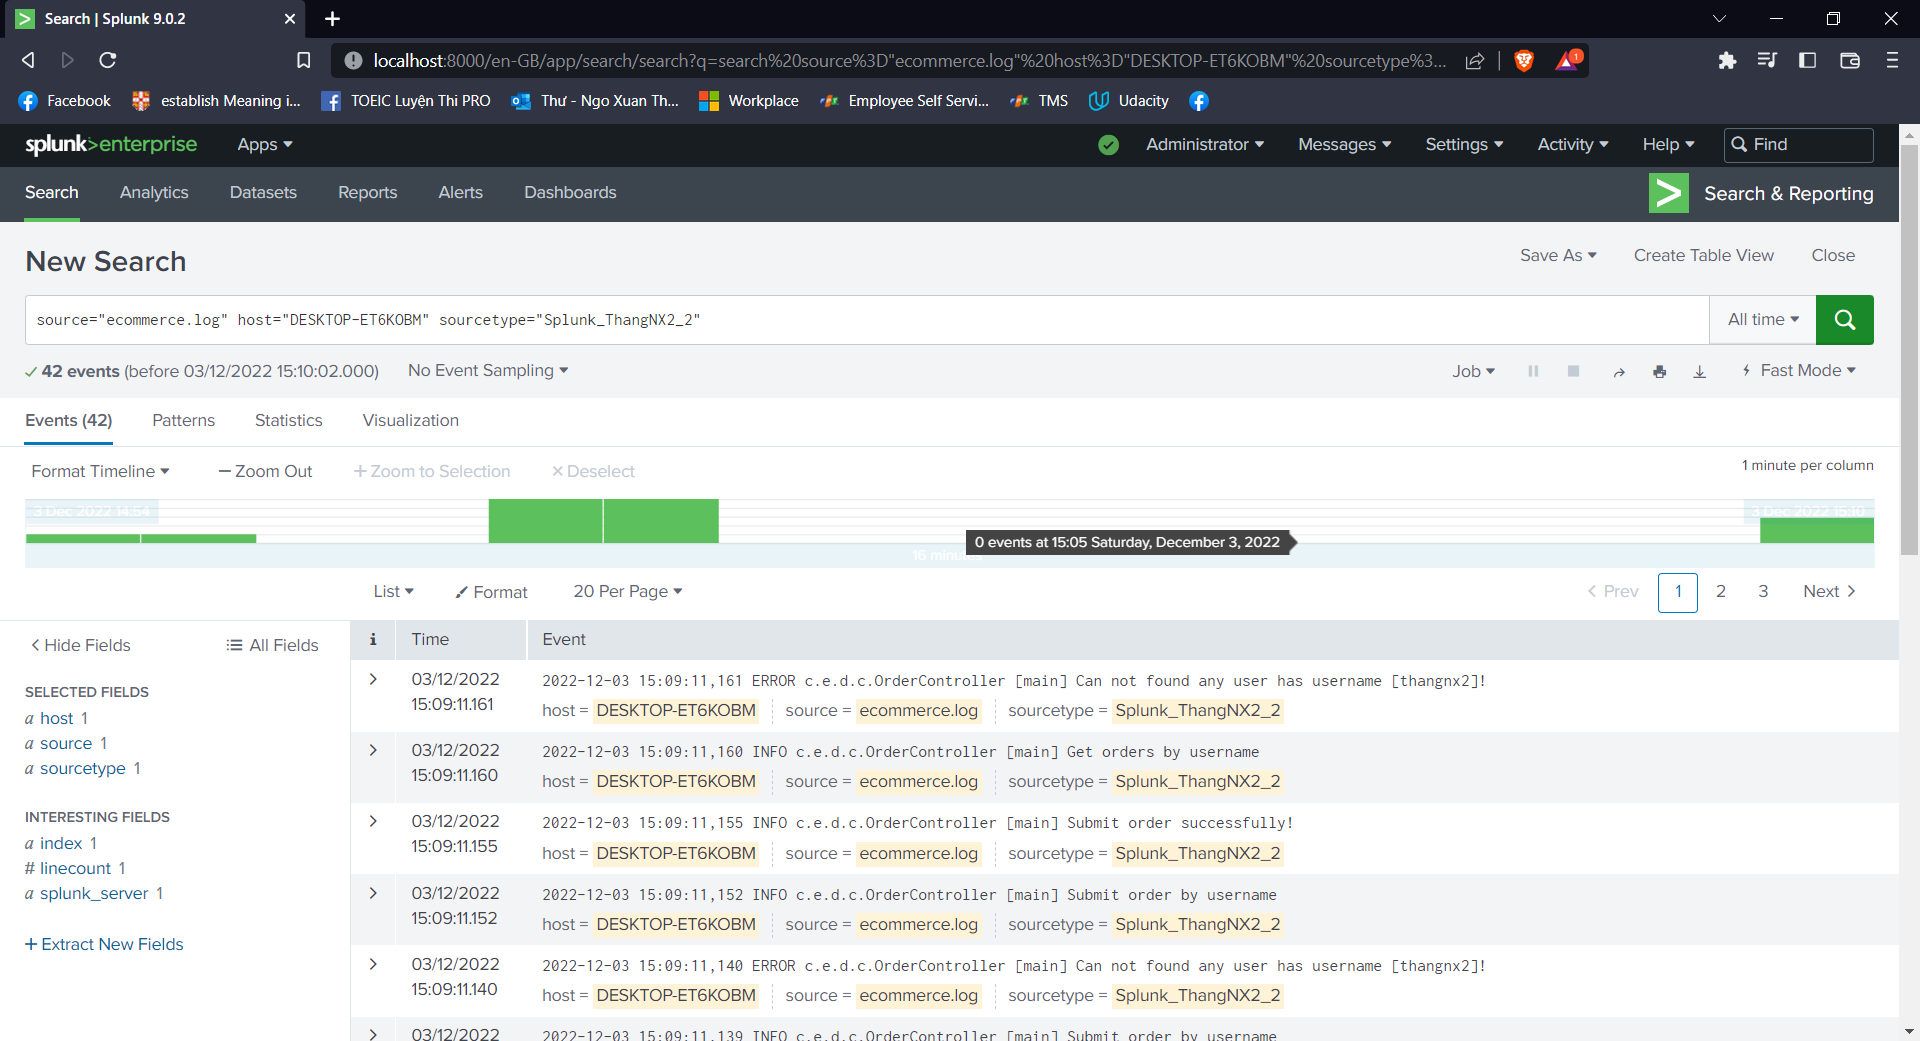 Search | Splunk 9.0.2
localhost:8000/en-GB/app/search/search?q=search%20source%3D"ecommerce.log"%20host%3D"DESKTOP-ET6KOBM"%20sourcetype%3... 1
Facebook establish Meaning i... TOEIC Luyện Thi PRO Thư - Ngo Xuan Th... Workplace Employee Self Servi... TMS Udacity
splunk>enterprise Apps Administrator Messages Settings Activity Help Find
Search Analytics Datasets Reports Alerts Dashboards Search & Reporting
New Search Save As Create Table View Close
source="ecommerce.log" host="DESKTOP-ET6KOBM" sourcetype="Splunk_ThangNX2_2" All time
42 events (before 03/12/2022 15:10:02.000) No Event Sampling Job Fast Mode
Events (42) Patterns Statistics Visualization
Format Timeline — Zoom Out + Zoom to Selection × Deselect 1 minute per column
3 Dec 2022 14:54 3 Dec 2022 15:10
0 events at 15:05 Saturday, December 3, 2022
16
List Format 20 Per Page < Prev 1 2 3 Next >
< Hide Fields All Fields i Time Event
SELECTED FIELDS
a host 1
a source 1
a sourcetype 1
INTERESTING FIELDS
a index 1
# linecount 1
a splunk_server 1
+ Extract New Fields
> 03/12/2022 15:09:11.161 2022-12-03 15:09:11,161 ERROR c.e.d.c.OrderController [main] Can not found any user has username [thangnx2]!
host = DESKTOP-ET6KOBM source = ecommerce.log sourcetype = Splunk_ThangNX2_2
> 03/12/2022 15:09:11.160 2022-12-03 15:09:11,160 INFO c.e.d.c.OrderController [main] Get orders by username
host = DESKTOP-ET6KOBM source = ecommerce.log sourcetype = Splunk_ThangNX2_2
> 03/12/2022 15:09:11.155 2022-12-03 15:09:11,155 INFO c.e.d.c.OrderController [main] Submit order successfully!
host = DESKTOP-ET6KOBM source = ecommerce.log sourcetype = Splunk_ThangNX2_2
> 03/12/2022 15:09:11.152 2022-12-03 15:09:11,152 INFO c.e.d.c.OrderController [main] Submit order by username
host = DESKTOP-ET6KOBM source = ecommerce.log sourcetype = Splunk_ThangNX2_2
> 03/12/2022 15:09:11.140 2022-12-03 15:09:11,140 ERROR c.e.d.c.OrderController [main] Can not found any user has username [thangnx2]!
host = DESKTOP-ET6KOBM source = ecommerce.log sourcetype = Splunk_ThangNX2_2
> 03/12/2022 2022-12-03 15:09:11,139 INFO c.e.d.c.OrderController [main] Submit order by username